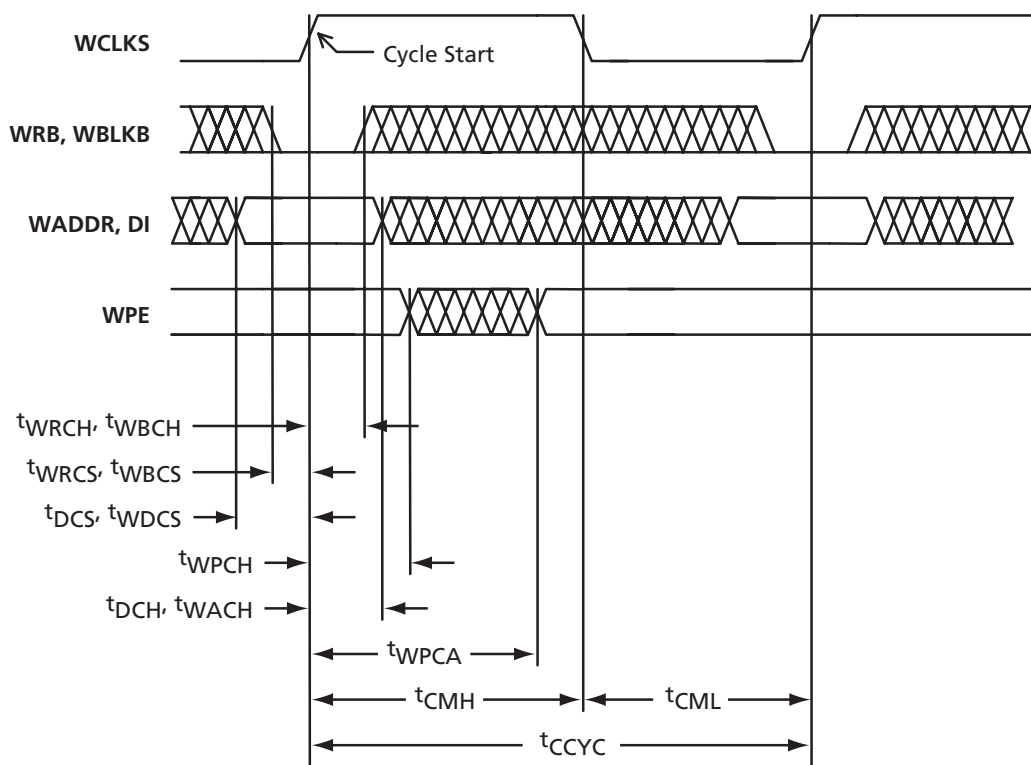 WCLKS
Cycle Start
WRB, WBLKB
WADDR, DI
WPE
tWRCH, tWBCH
tWRCS, tWBCS
tDCS, tWDCS
tWPCH
tDCH, tWACH
tWPCA
tCMH
tCML
tCCYC